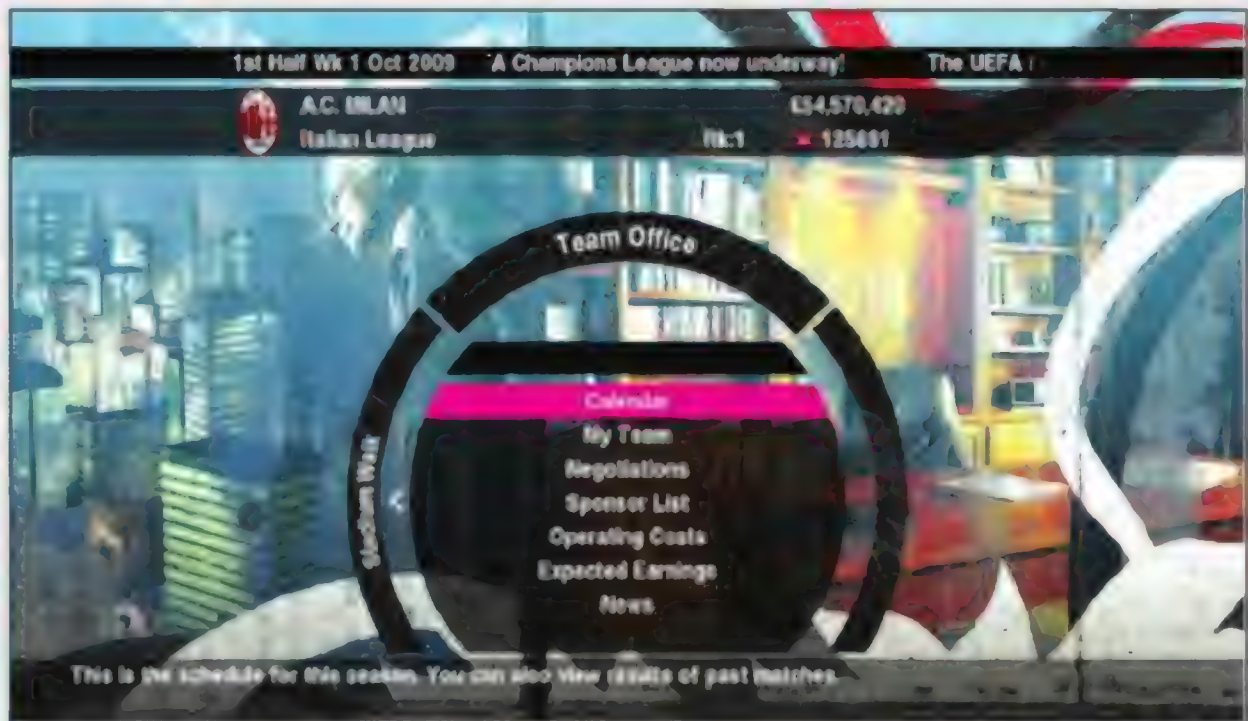 1st Half Wk 1 Oct 2009 'A Champions League now underway! The UEFA
A.C. MILAN £54,570,420
Italian League Rk:1
Team Office
Calendar
My Team
Negotiations
Sponsor List
Operating Costs
Expected Earnings
News
This is the schedule for this season. You can also view results of past matches.